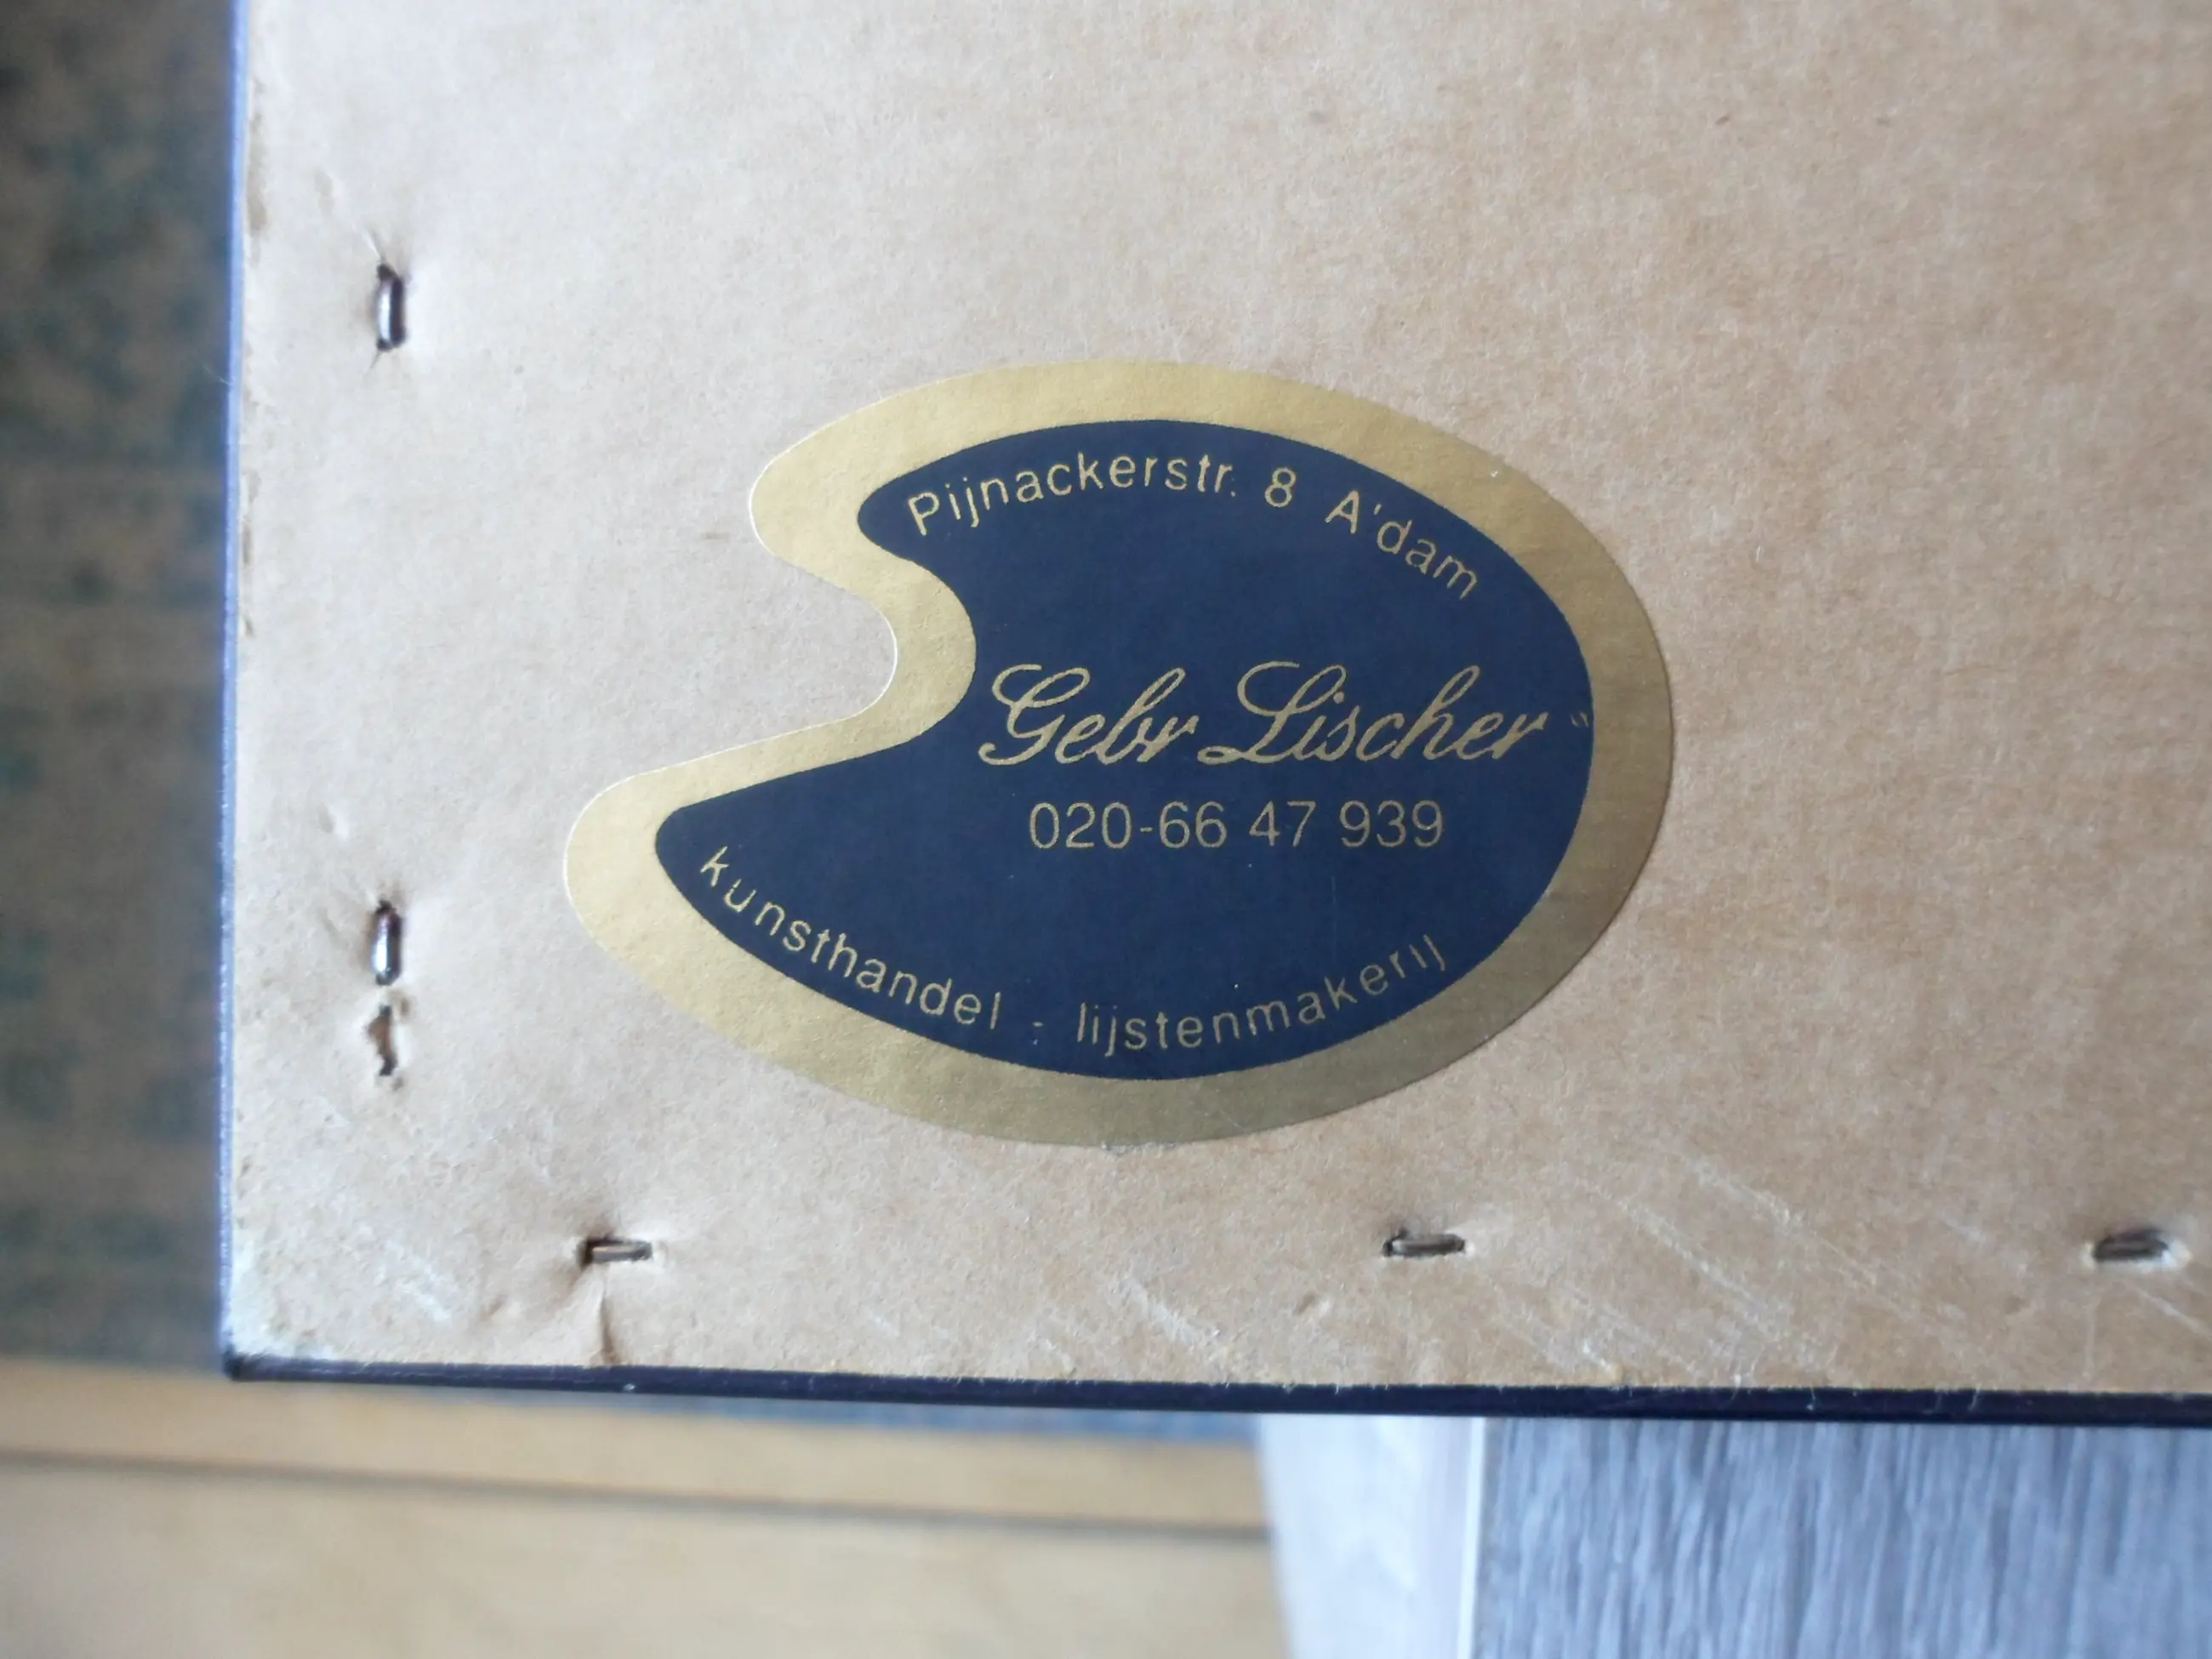 Pijnackerstr. 8 A'dam
Gebr Lischer"
020-66 47 939
kunsthandel - lijstenmakerij